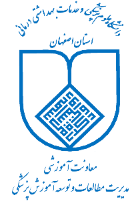 دانشگاه علوم پزشکی و خدمات بهداشتی درمانی
استان اصفهان
معاونت آموزشی
مدیریت مطالعات و توسعه آموزش پزشکی